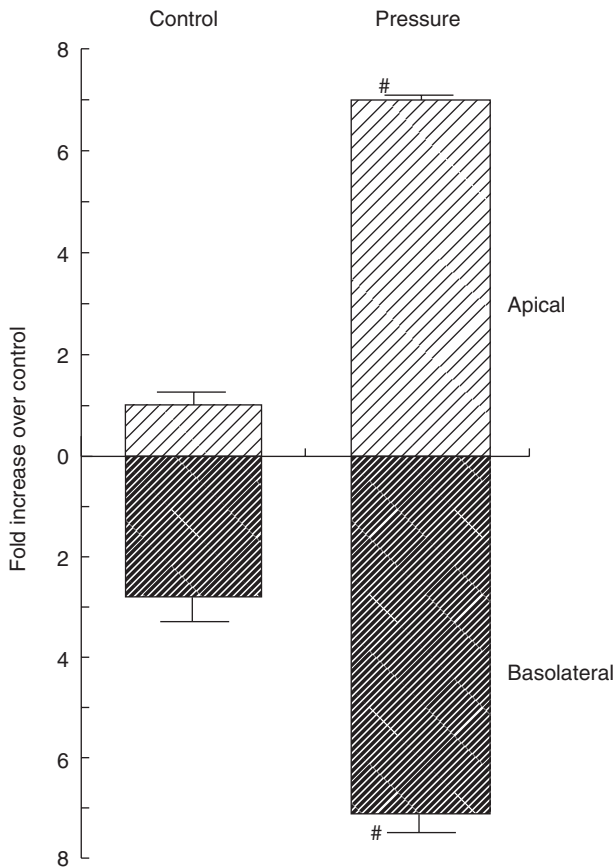 Control Pressure
8
#
6
4
Apical
2
0
Fold increase over control
2
4
Basolateral
6
#
8